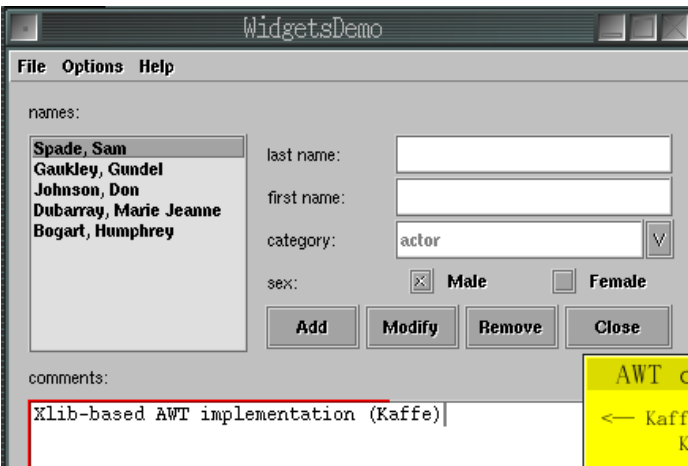 WidgetsDemo
File Options Help
names:
Spade, Sam
Gaukley, Gundel
Johnson, Don
Dubarray, Marie Jeanne
Bogart, Humphrey
last name:
first name:
category: actor V
sex: Male Female
Add Modify Remove Close
comments:
Xlib-based AWT implementation (Kaffe)
AWT
<— Kaff
K